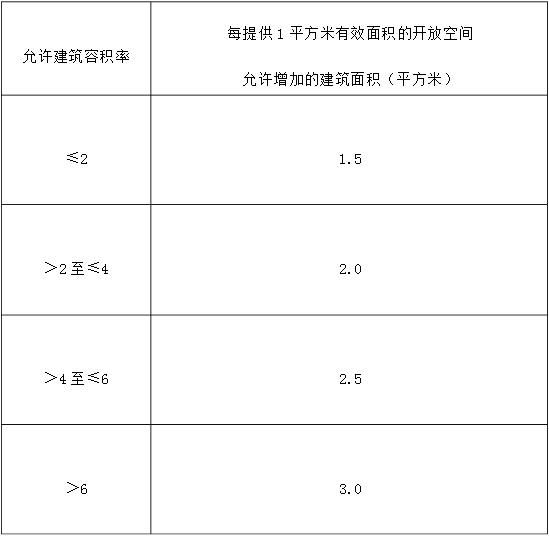 允许建筑容积率
每提供1平方米有效面积的开放空间
允许增加的建筑面积（平方米）
≤2
1.5
>2至≤4
2.0
>4至≤6
2.5
>6
3.0